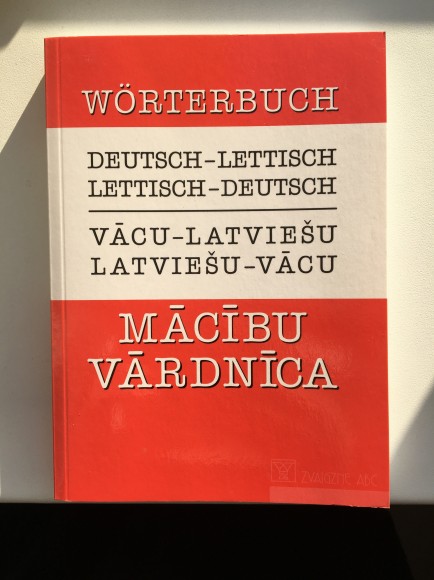 WÖRTERBUCH
DEUTSCH–LETTISCH
LETTISCH–DEUTSCH
VĀCU–LATVIEŠU
LATVIEŠU–VĀCU
MĀCĪBU
VĀRDNĪCA
ZVAIGZNE ABC